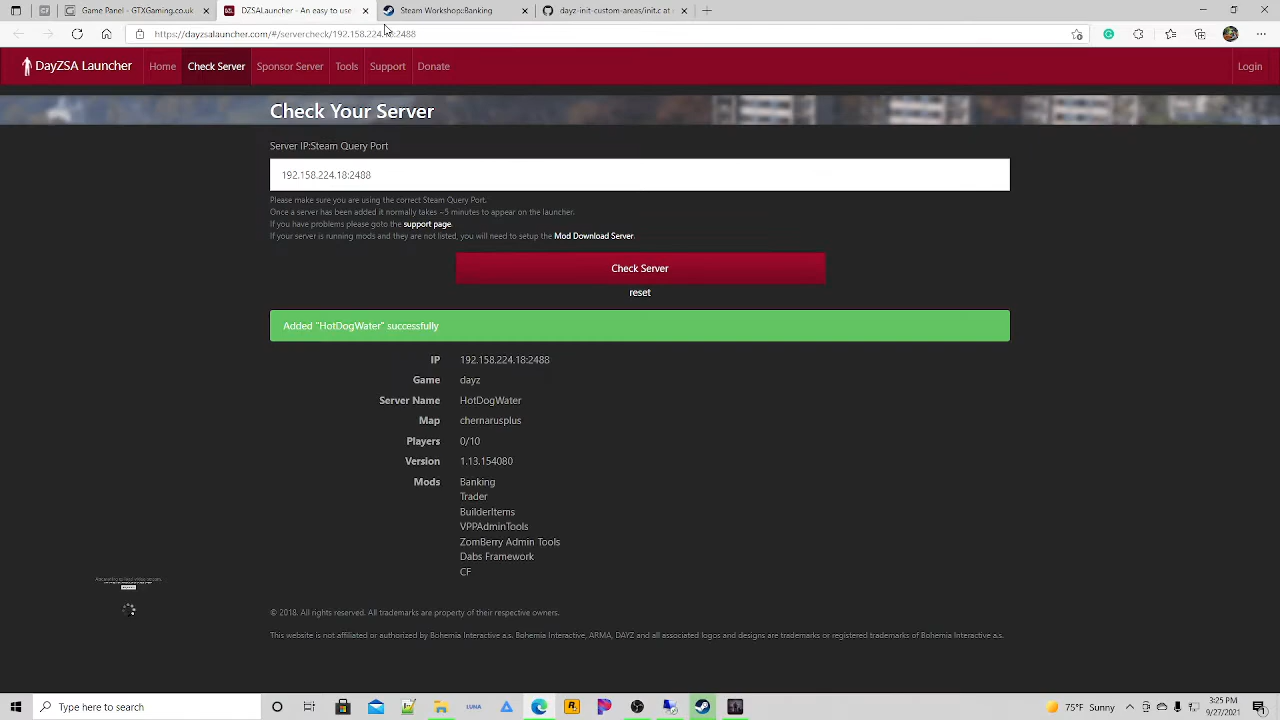 Game Panel - GTXGaming.co.uk
DZSALauncher - An easy to use
Steam Workshop::Banking
dayz-init-custom-areas/init.c at
https://dayzsalauncher.com/#/servercheck/192.158.224.18:2488
DayZSA Launcher
Home
Check Server
Sponsor Server
Tools
Support
Donate
Login
Check Your Server
Server IP:Steam Query Port
192.158.224.18:2488
Please make sure you are using the correct Steam Query Port.
Once a server has been added it normally takes ~5 minutes to appear on the launcher.
If you have problems please goto the support page.
If your server is running mods and they are not listed, you will need to setup the Mod Download Server.
Check Server
reset
Added "HotDogWater" successfully
IP 192.158.224.18:2488
Game dayz
Server Name HotDogWater
Map chernarusplus
Players 0/10
Version 1.13.154080
Mods Banking
Trader
BuilderItems
VPPAdminTools
ZomBerry Admin Tools
Dabs Framework
CF
© 2018. All rights reserved. All trademarks are property of their respective owners.
This website is not affiliated or authorized by Bohemia Interactive a.s. Bohemia Interactive, ARMA, DAYZ and all associated logos and designs are trademarks or registered trademarks of Bohemia Interactive a.s.
Type here to search
LUNA
75°F Sunny
3:25 PM
9/27/2021